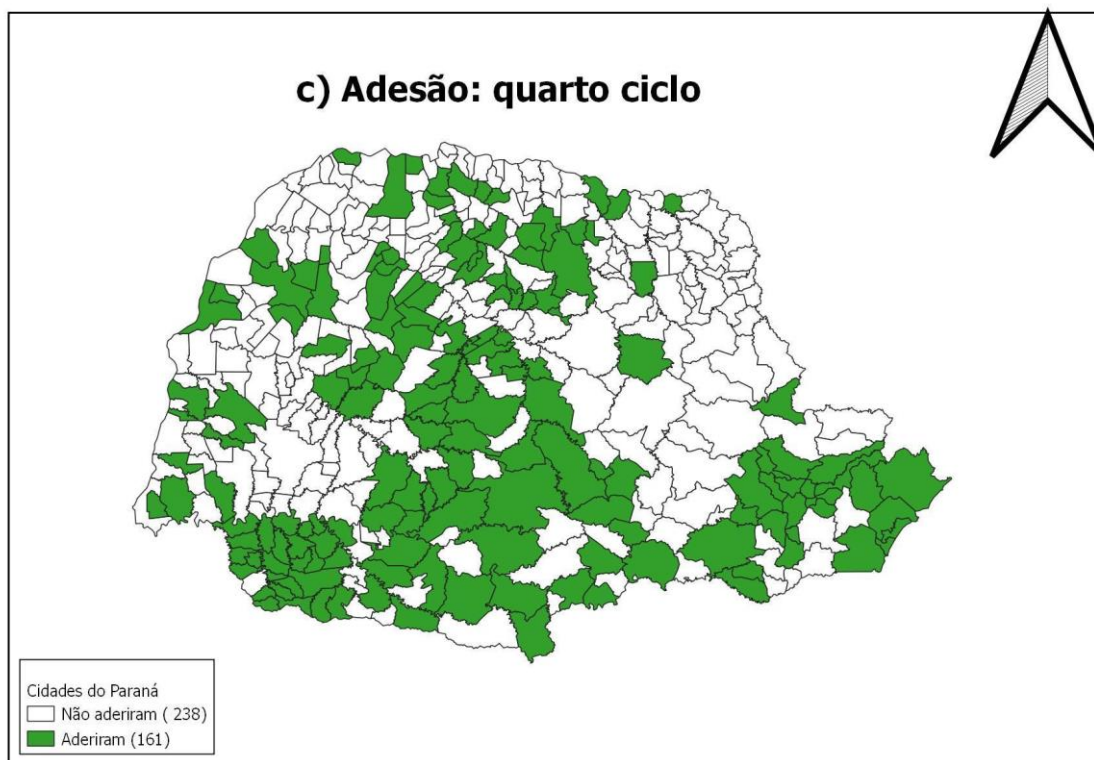 c) Adesão: quarto ciclo
Cidades do Paraná
Não aderiram ( 238)
Aderiram (161)